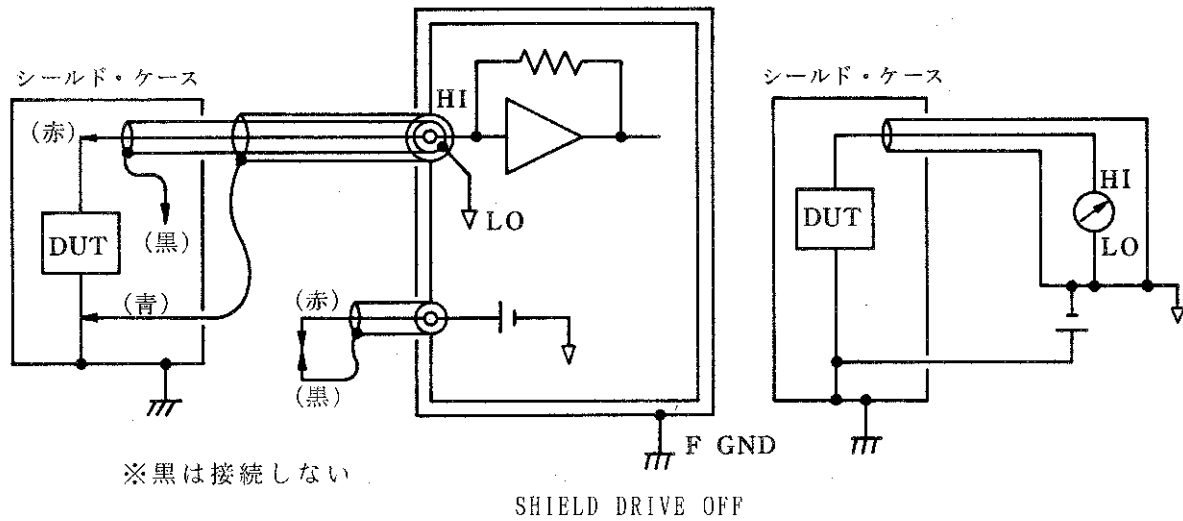 シールド・ケース
(赤)
HI
LO
DUT
(黒)
(青)
(赤)
(黒)
F GND
※黒は接続しない
シールド・ケース
DUT
HI
LO
SHIELD DRIVE OFF